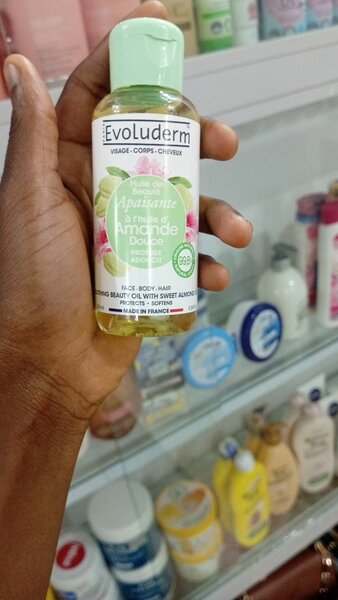 EVOLUDERM
VISAGE - CORPS - CHEVEUX
Huile de
Beauté
Apaisante
à l'huile d'
Amande
Douce
PROTÈGE
ADOUCIT
99%
FACE - BODY - HAIR
OTHING BEAUTY OIL WITH SWEET ALMOND
PROTECTS - SOFTENS
MADE IN FRANCE